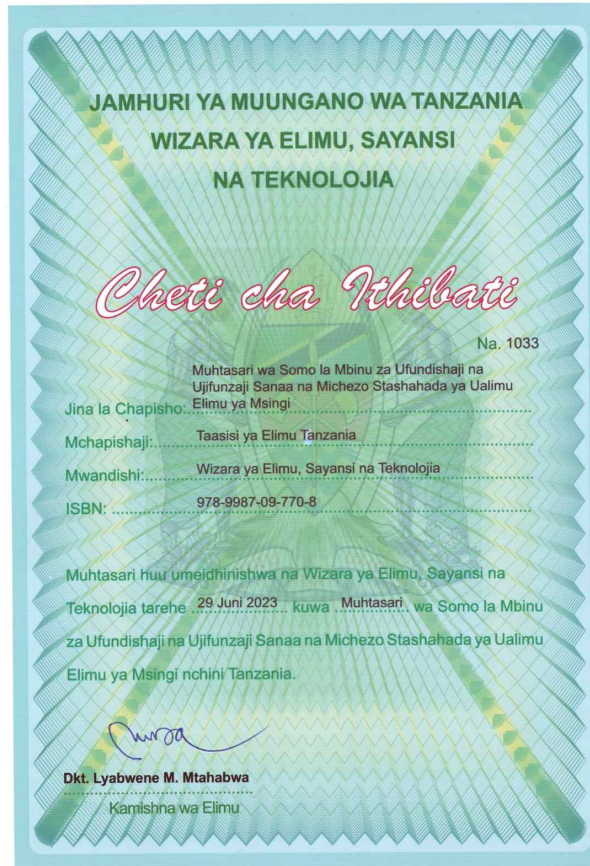 JAMHURI YA MUUNGANO WA TANZANIA
WIZARA YA ELIMU, SAYANSI
NA TEKNOLOJIA
Cheti cha Ithibati
Na. 1033
Muhtasari wa Somo la Mbinu za Ufundishaji na
Ujifunzaji Sanaa na Michezo Stashahada ya Ualimu
Jina la Chapisho: Elimu ya Msingi
Mchapishaji: Taasisi ya Elimu Tanzania
Mwandishi: Wizara ya Elimu, Sayansi na Teknolojia
ISBN: 978-9987-09-770-8
Muhtasari huu umeidhinishwa na Wizara ya Elimu, Sayansi na
Teknolojia tarehe 29 Juni 2023 kuwa Muhtasari wa Somo la Mbinu
za Ufundishaji na Ujifunzaji Sanaa na Michezo Stashahada ya Ualimu
Elimu ya Msingi nchini Tanzania.
Dkt. Lyabwene M. Mtahabwa
Kamishna wa Elimu